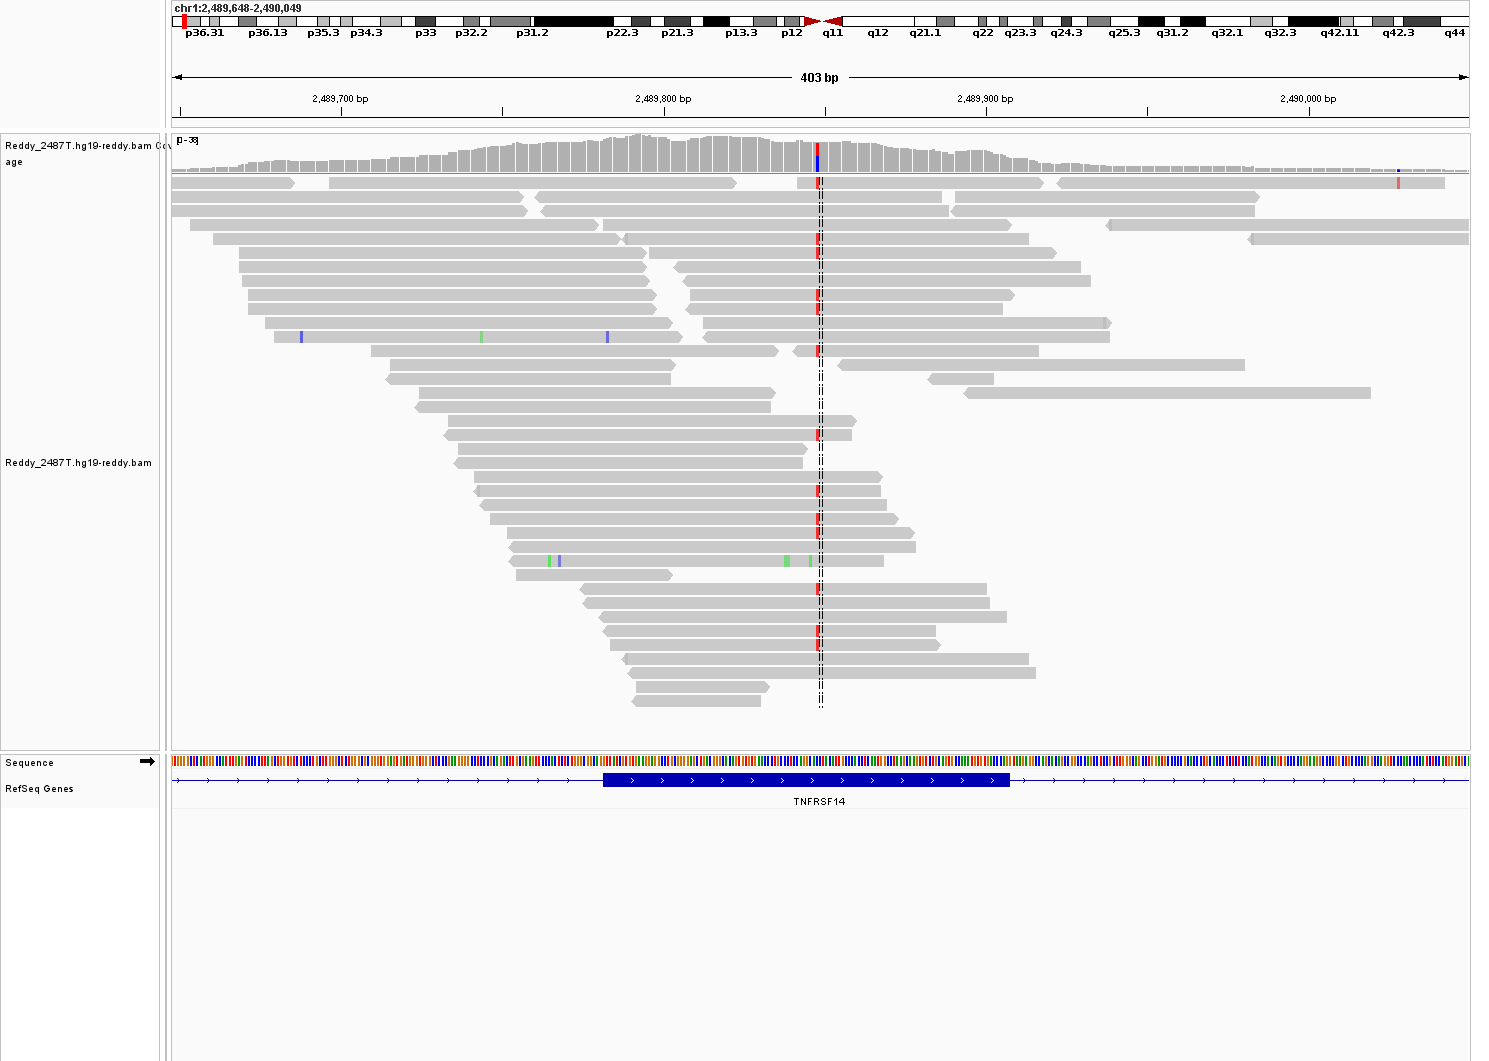 chr1:2,489,648-2,490,049
p36.31 p36.13 p35.3 p34.3 p33 p32.2 p31.2 p22.3 p21.3 p13.3 p12 q11 q12 q21.1 q22 q23.3 q24.3 q25.3 q31.2 q32.1 q32.3 q42.11 q42.3 q44
403 bp
2,489,700 bp 2,489,800 bp 2,489,900 bp 2,490,000 bp
Reddy_2487T.hg19-reddy.bam Cov
age
[0-38]
Reddy_2487T.hg19-reddy.bam
Sequence
RefSeq Genes
TNFRSF14